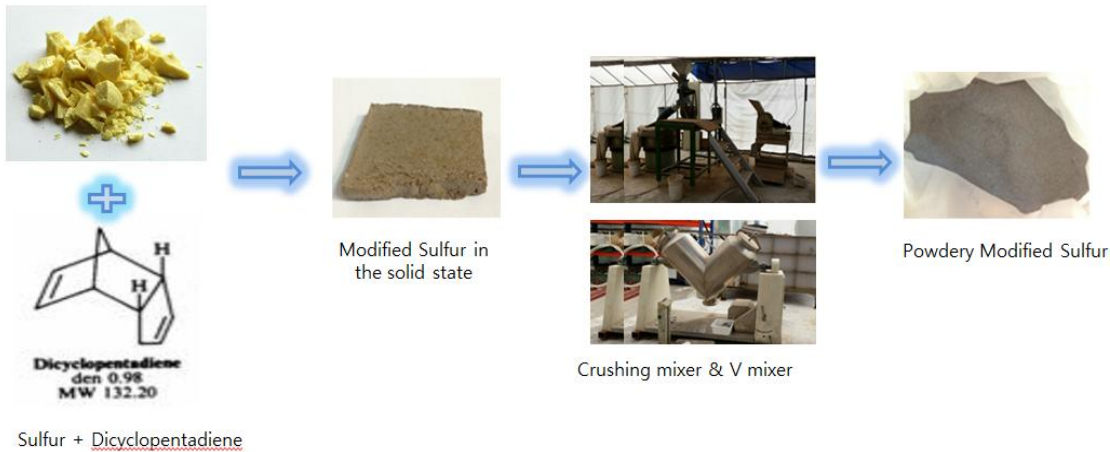 H
H
Dicyclopentadiene
den 0.98
MW 132.20
Sulfur + Dicyclopentadiene
Modified Sulfur in
the solid state
Crushing mixer & V mixer
Powdery Modified Sulfur